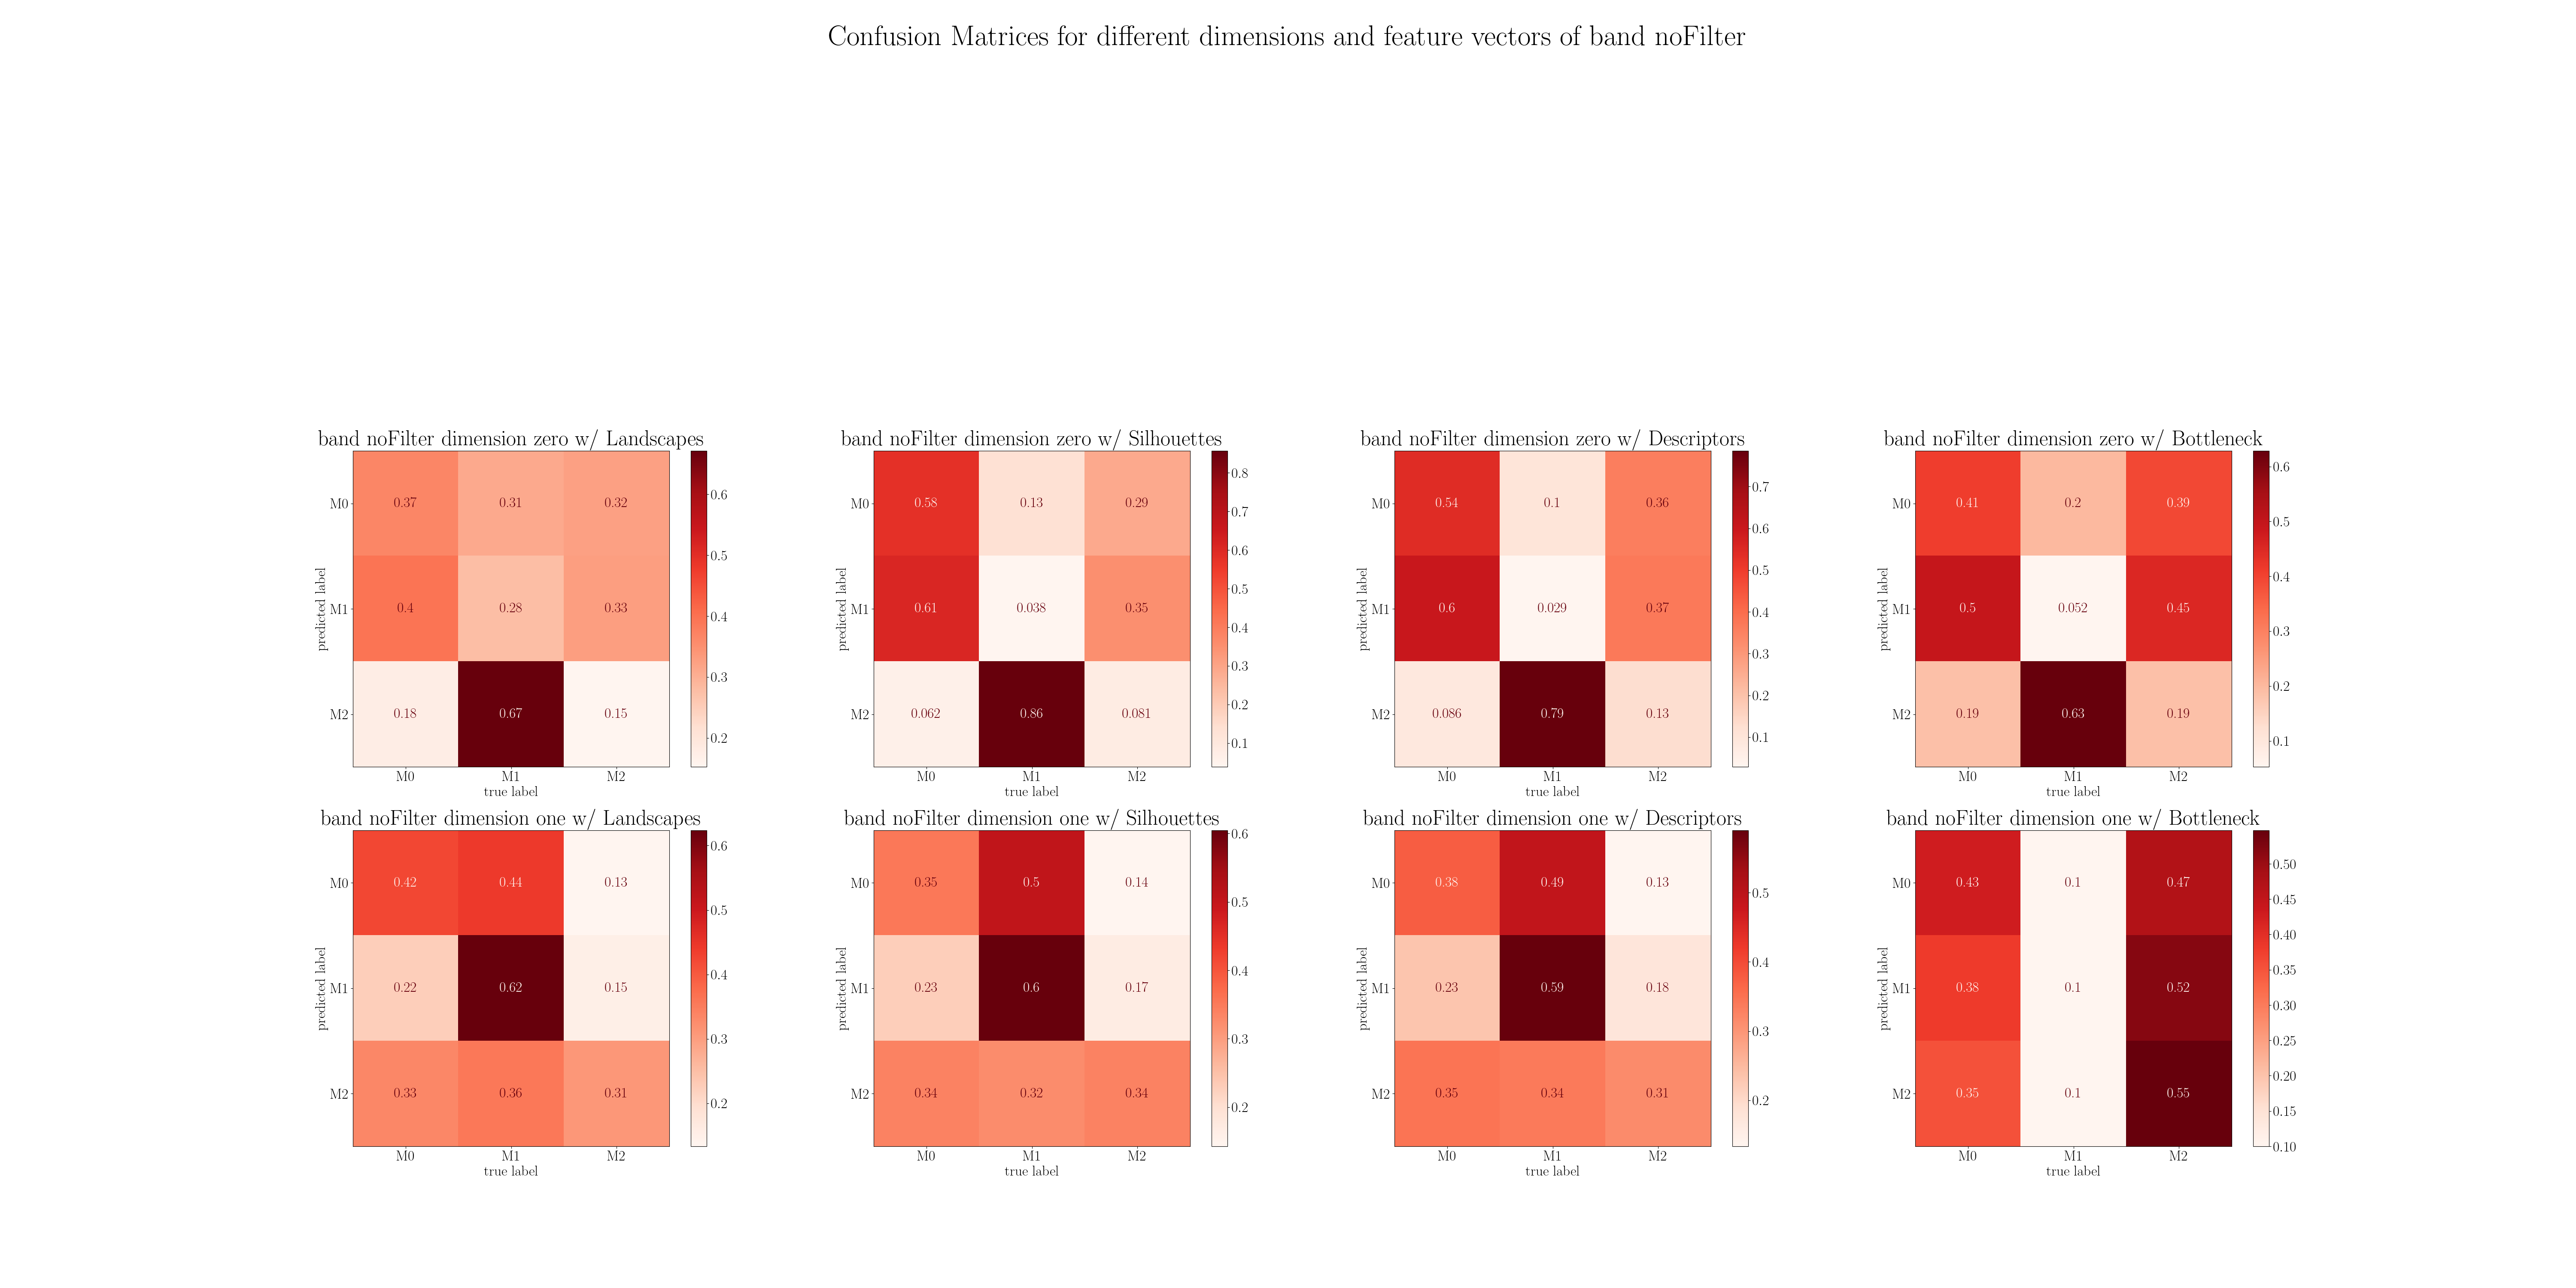 Confusion Matrices for different dimensions and feature vectors of band noFilter
band noFilter dimension zero w/ Landscapes
predicted label
M0 0.37 0.31 0.32
M1 0.4 0.28 0.33
M2 0.18 0.67 0.15
M0 M1 M2
true label
0.6
0.5
0.4
0.3
0.2
band noFilter dimension zero w/ Silhouettes
predicted label
M0 0.58 0.13 0.29
M1 0.61 0.038 0.35
M2 0.062 0.86 0.081
M0 M1 M2
true label
0.8
0.7
0.6
0.5
0.4
0.3
0.2
0.1
band noFilter dimension zero w/ Descriptors
predicted label
M0 0.54 0.1 0.36
M1 0.6 0.029 0.37
M2 0.086 0.79 0.13
M0 M1 M2
true label
0.7
0.6
0.5
0.4
0.3
0.2
0.1
band noFilter dimension zero w/ Bottleneck
predicted label
M0 0.41 0.2 0.39
M1 0.5 0.052 0.45
M2 0.19 0.63 0.19
M0 M1 M2
true label
0.6
0.5
0.4
0.3
0.2
0.1
band noFilter dimension one w/ Landscapes
predicted label
M0 0.42 0.44 0.13
M1 0.22 0.62 0.15
M2 0.33 0.36 0.31
M0 M1 M2
true label
0.6
0.5
0.4
0.3
0.2
band noFilter dimension one w/ Silhouettes
predicted label
M0 0.35 0.5 0.14
M1 0.23 0.6 0.17
M2 0.34 0.32 0.34
M0 M1 M2
true label
0.6
0.5
0.4
0.3
0.2
band noFilter dimension one w/ Descriptors
predicted label
M0 0.38 0.49 0.13
M1 0.23 0.59 0.18
M2 0.35 0.34 0.31
M0 M1 M2
true label
0.5
0.4
0.3
0.2
band noFilter dimension one w/ Bottleneck
predicted label
M0 0.43 0.1 0.47
M1 0.38 0.1 0.52
M2 0.35 0.1 0.55
M0 M1 M2
true label
0.50
0.45
0.40
0.35
0.30
0.25
0.20
0.15
0.10